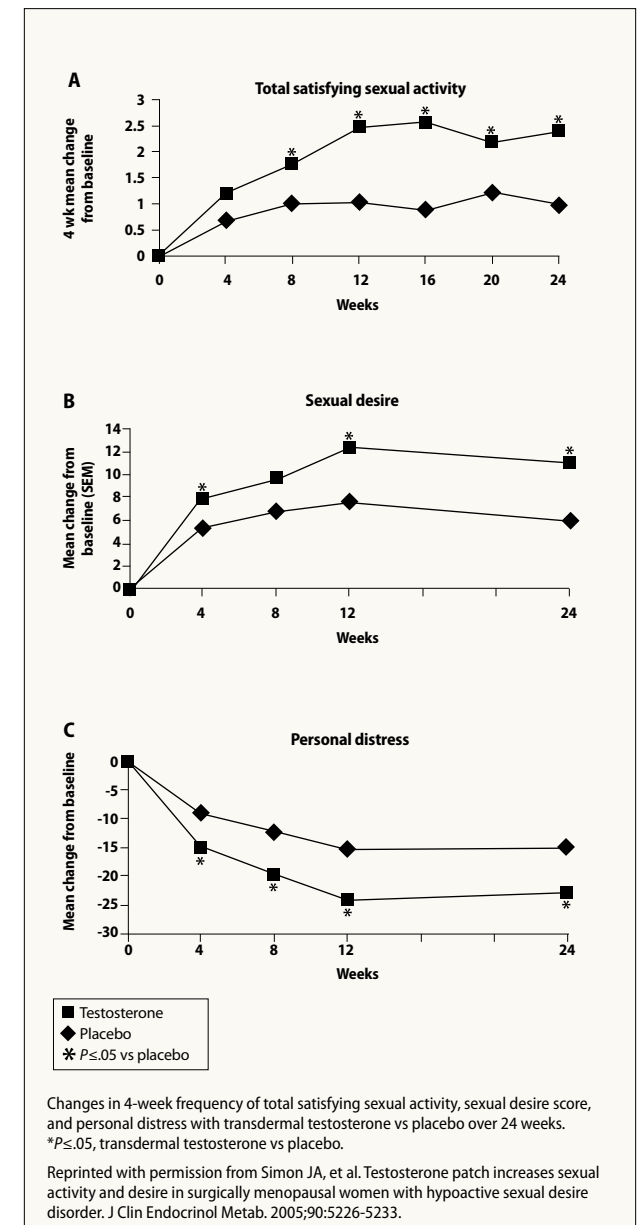 A
Total satisfying sexual activity
4 wk mean change
from baseline
3
2.5
2
1.5
1
0.5
0
* * * * *
0 4 8 12 16 20 24
Weeks
B
Sexual desire
Mean change from
baseline (SEM)
14
12
10
8
6
4
2
0
* * *
0 4 8 12 24
Weeks
C
Personal distress
Mean change from baseline
0
-5
-10
-15
-20
-25
-30
* * * *
0 4 8 12 24
Weeks
Testosterone
Placebo
* P≤.05 vs placebo
Changes in 4-week frequency of total satisfying sexual activity, sexual desire score,
and personal distress with transdermal testosterone vs placebo over 24 weeks.
*P≤.05, transdermal testosterone vs placebo.
Reprinted with permission from Simon JA, et al. Testosterone patch increases sexual
activity and desire in surgically menopausal women with hypoactive sexual desire
disorder. J Clin Endocrinol Metab. 2005;90:5226-5233.